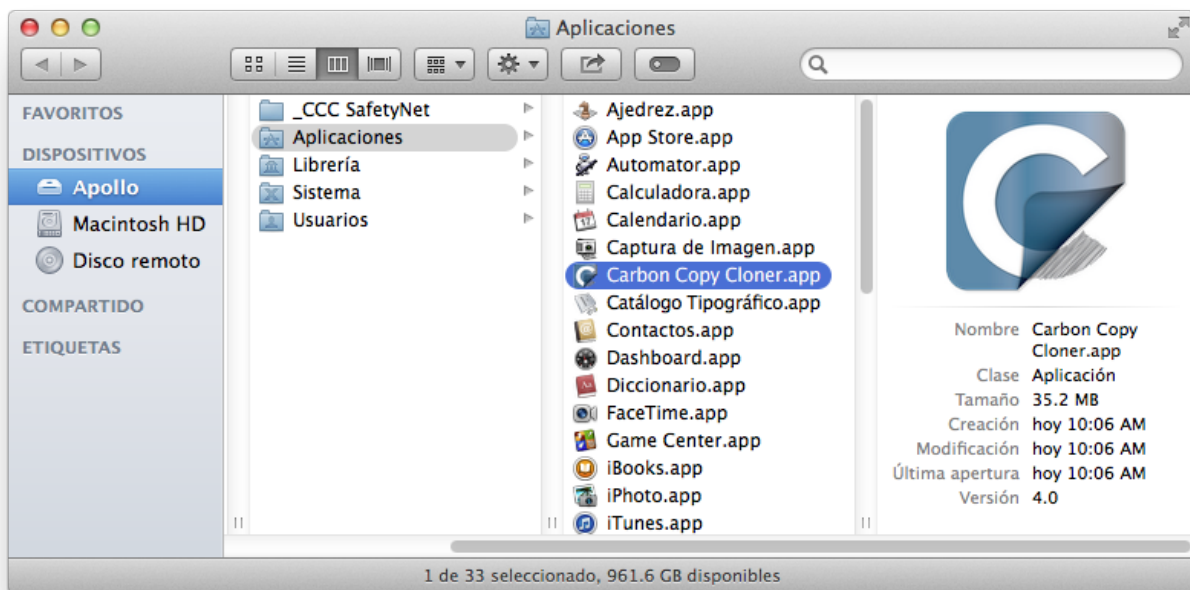 Aplicaciones
FAVORITOS
DISPOSITIVOS
Apollo
Macintosh HD
Disco remoto
COMPARTIDO
ETIQUETAS
_CCC SafetyNet
Aplicaciones
Librería
Sistema
Usuarios
Ajedrez.app
App Store.app
Automator.app
Calculadora.app
Calendario.app
Captura de Imagen.app
Carbon Copy Cloner.app
Catálogo Tipográfico.app
Contactos.app
Dashboard.app
Diccionario.app
FaceTime.app
Game Center.app
iBooks.app
iPhoto.app
iTunes.app
Nombre Carbon Copy
Cloner.app
Clase Aplicación
Tamaño 35.2 MB
Creación hoy 10:06 AM
Modificación hoy 10:06 AM
Última apertura hoy 10:06 AM
Versión 4.0
1 de 33 seleccionado, 961.6 GB disponibles